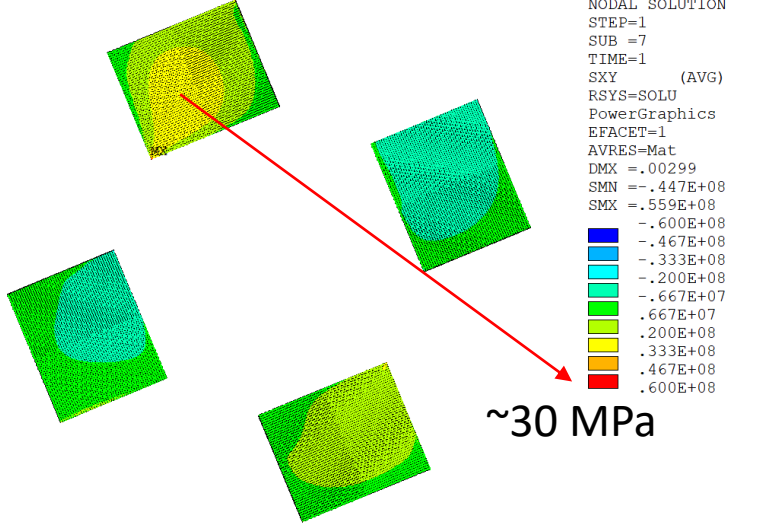 NODAL SOLUTION
STEP=1
SUB =7
TIME=1
SXY (AVG)
RSYS=SOLU
PowerGraphics
EFACET=1
AVRES=Mat
DMX =.00299
SMN =-.447E+08
SMX =.559E+08
-.600E+08
-.467E+08
-.333E+08
-.200E+08
-.667E+07
.667E+07
.200E+08
.333E+08
.467E+08
.600E+08
MX
~30 MPa